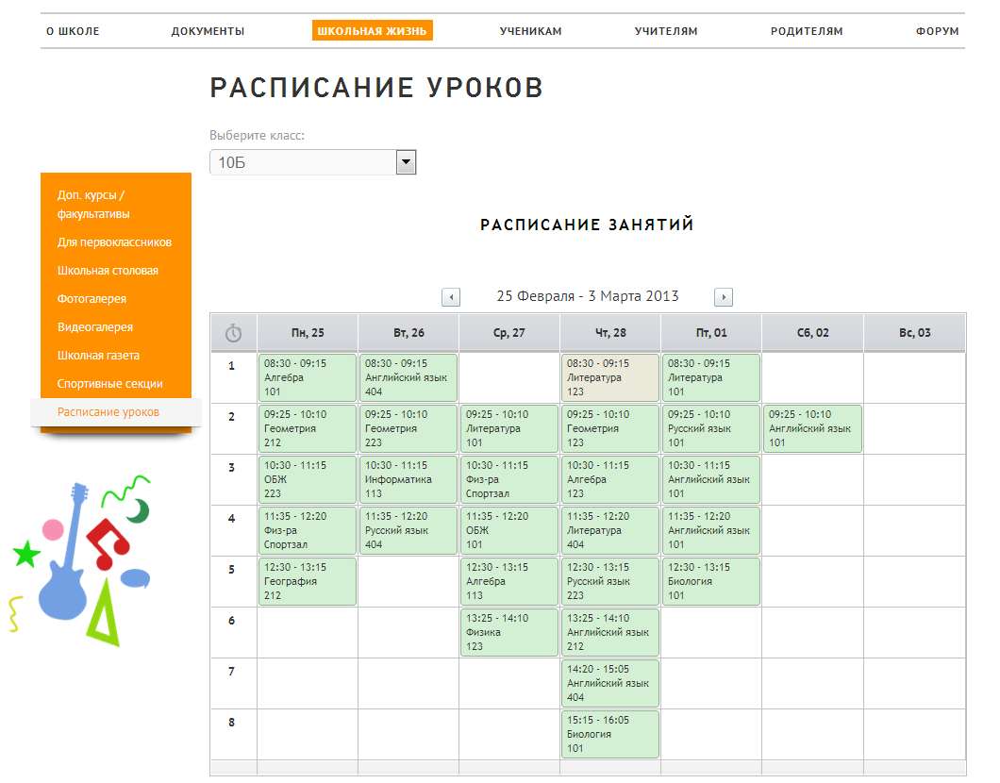 О ШКОЛЕ ДОКУМЕНТЫ ШКОЛЬНАЯ ЖИЗНЬ УЧЕНИКАМ УЧИТЕЛЯМ РОДИТЕЛЯМ ФОРУМ
РАСПИСАНИЕ УРОКОВ
Выберите класс:
10Б
Доп. курсы /
факультативы
Для первоклассников
Школьная столовая
Фотогалерея
Видеогалерея
Школная газета
Спортивные секции
Расписание уроков
РАСПИСАНИЕ ЗАНЯТИЙ
25 Февраля - 3 Марта 2013
Пн, 25 Вт, 26 Ср, 27 Чт, 28 Пт, 01 Сб, 02 Вс, 03
1
08:30 - 09:15 08:30 - 09:15 08:30 - 09:15 08:30 - 09:15
Алгебра Английский язык Литература Литература
101 404 123 101
2
09:25 - 10:10 09:25 - 10:10 09:25 - 10:10 09:25 - 10:10 09:25 - 10:10 09:25 - 10:10
Геометрия Геометрия Литература Геометрия Русский язык Английский язык
212 223 101 123 101 101
3
10:30 - 11:15 10:30 - 11:15 10:30 - 11:15 10:30 - 11:15 10:30 - 11:15
ОБЖ Информатика Физ-ра Алгебра Английский язык
223 113 Спортзал 123 101
4
11:35 - 12:20 11:35 - 12:20 11:35 - 12:20 11:35 - 12:20 11:35 - 12:20
Физ-ра Русский язык ОБЖ Литература Английский язык
Спортзал 404 101 404 101
5
12:30 - 13:15 12:30 - 13:15 12:30 - 13:15 12:30 - 13:15
География Алгебра Русский язык Биология
212 113 223 101
6
13:25 - 14:10 13:25 - 14:10
Физика Английский язык
123 212
7
14:20 - 15:05
Английский язык
404
8
15:15 - 16:05
Биология
101